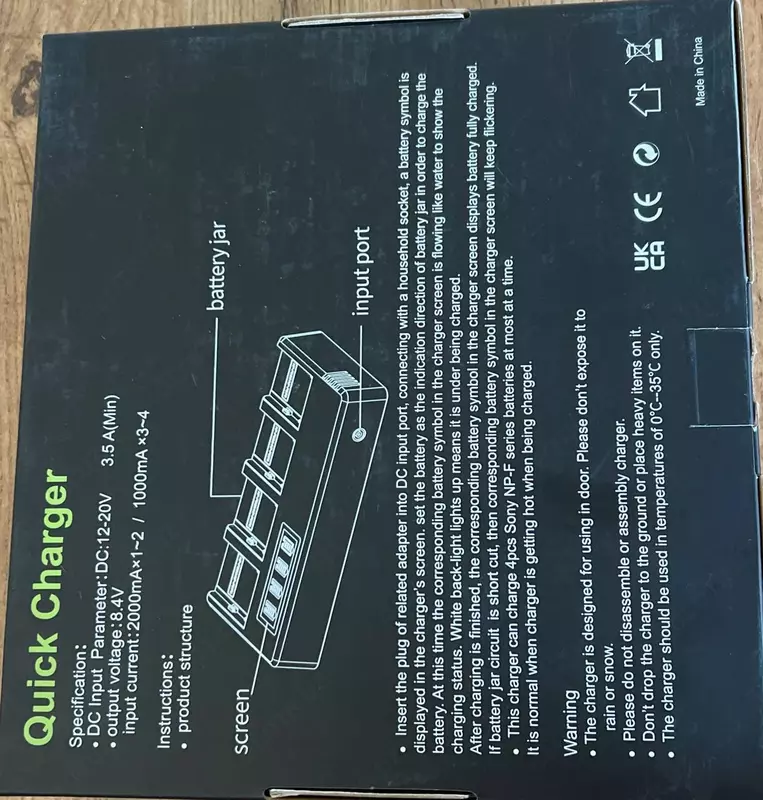 Quick Charger
Specification:
• DC Input Parameter:DC:12-20V 3.5A(Min)
• output voltage:8.4V
input current:2000mA×1~2 / 1000mA ×3~4
Instructions:
• product structure
screen
battery jar
input port
• Insert the plug of related adapter into DC input port, connecting with a household socket, a battery symbol is
displayed in the charger's screen. set the battery as the indication direction of battery jar in order to charge the
battery. At this time the corresponding battery symbol in the charger screen is flowing like water to show the
charging status. White back-light lights up means it is under being charged.
After charging is finished, the corresponding battery symbol in the charger screen displays battery fully charged.
If battery jar circuit is short cut, then corresponding battery symbol in the charger screen will keep flickering.
• This charger can charge 4pcs Sony NP-F series batteries at most at a time.
It is normal when charger is getting hot when being charged.
Warning
• The charger is designed for using in door. Please don't expose it to
rain or snow.
• Please do not disassemble or assembly charger.
• Don't drop the charger to the ground or place heavy items on it.
• The charger should be used in temperatures of 0°C--35°C only.
UK
CA
CE
Made in China